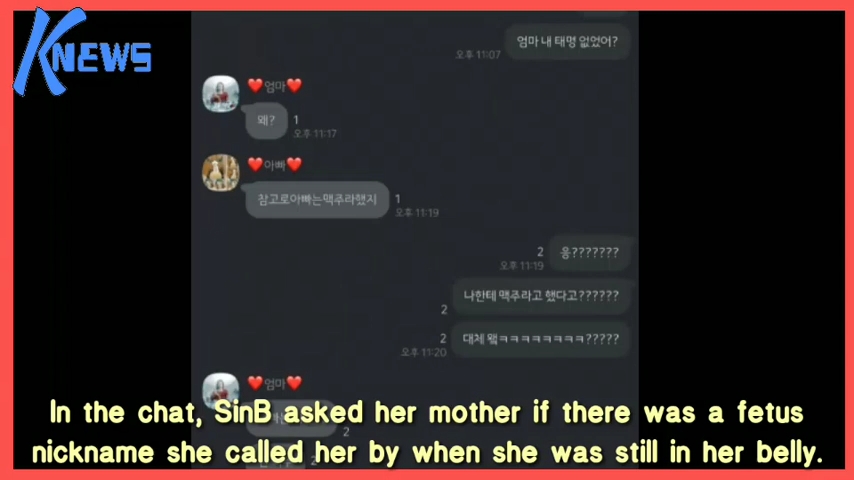 KNEWS
엄마 내 태명 없었어?
오후 11:07
❤️엄마❤️
왜?
1
오후 11:17
❤️아빠❤️
참고로아빠는맥주라했지
1
오후 11:19
2
응???????
오후 11:19
나한테 맥주라고 했다고??????
2
2
대체 왴ㅋㅋㅋㅋㅋㅋㅋㅋ?????
오후 11:20
❤️엄마❤️
2
2
In the chat, SinB asked her mother if there was a fetus
nickname she called her by when she was still in her belly.